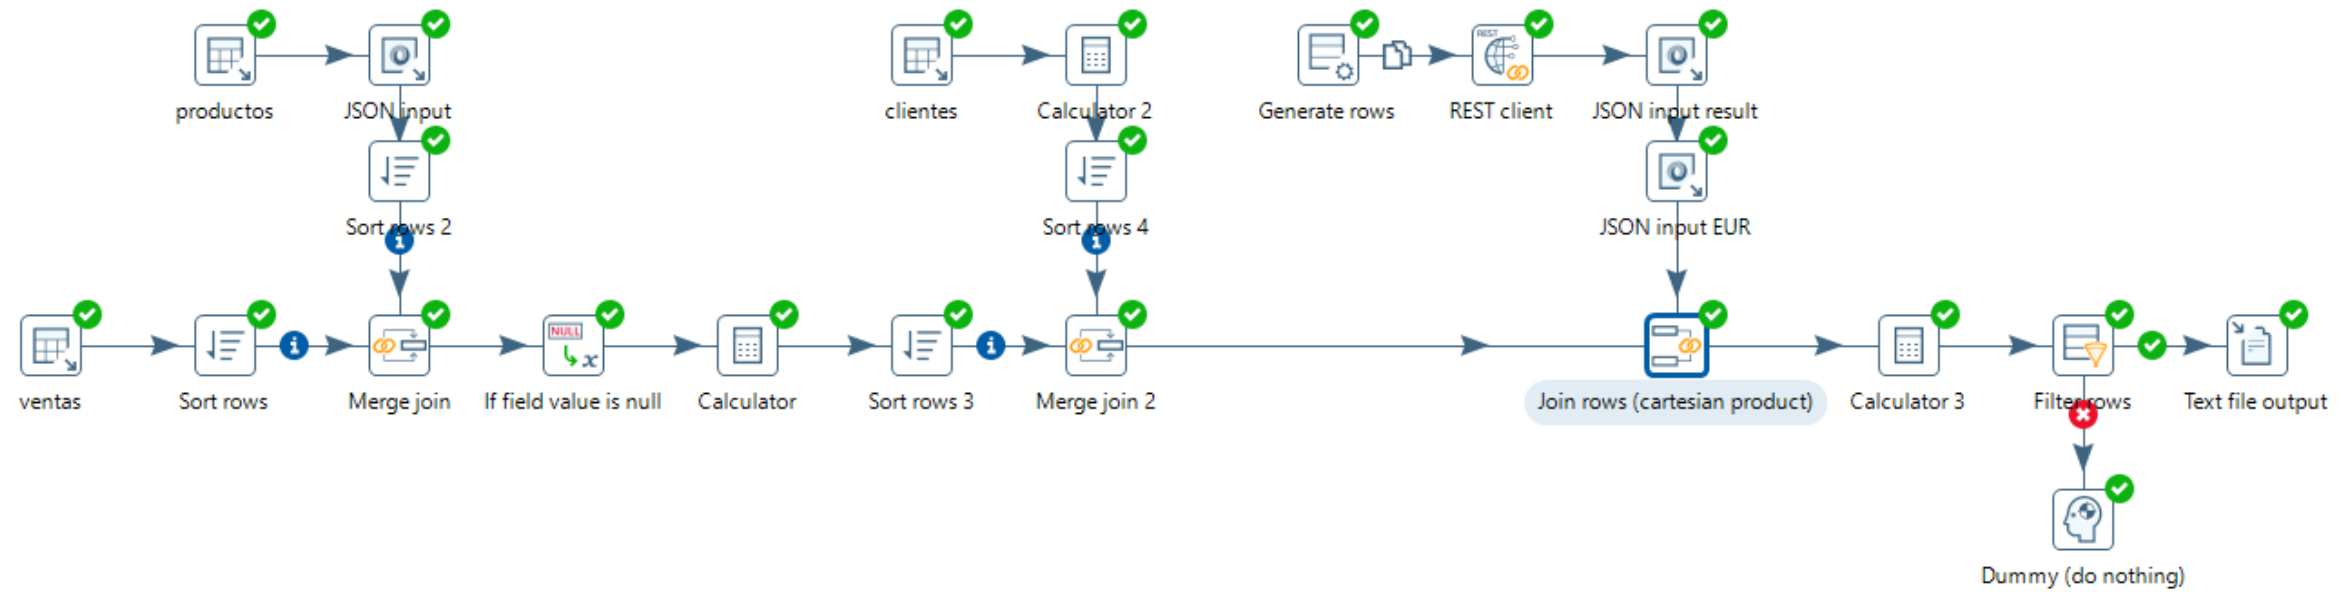 REST
productos
JSON input
clientes
Calculator 2
Generate rows
REST client
JSON input result
Sort rows 2
Sort rows 4
JSON input EUR
NULL
x
ventas
Sort rows
Merge join
If field value is null
Calculator
Sort rows 3
Merge join 2
Join rows (cartesian product)
Calculator 3
Filter rows
Text file output
Dummy (do nothing)